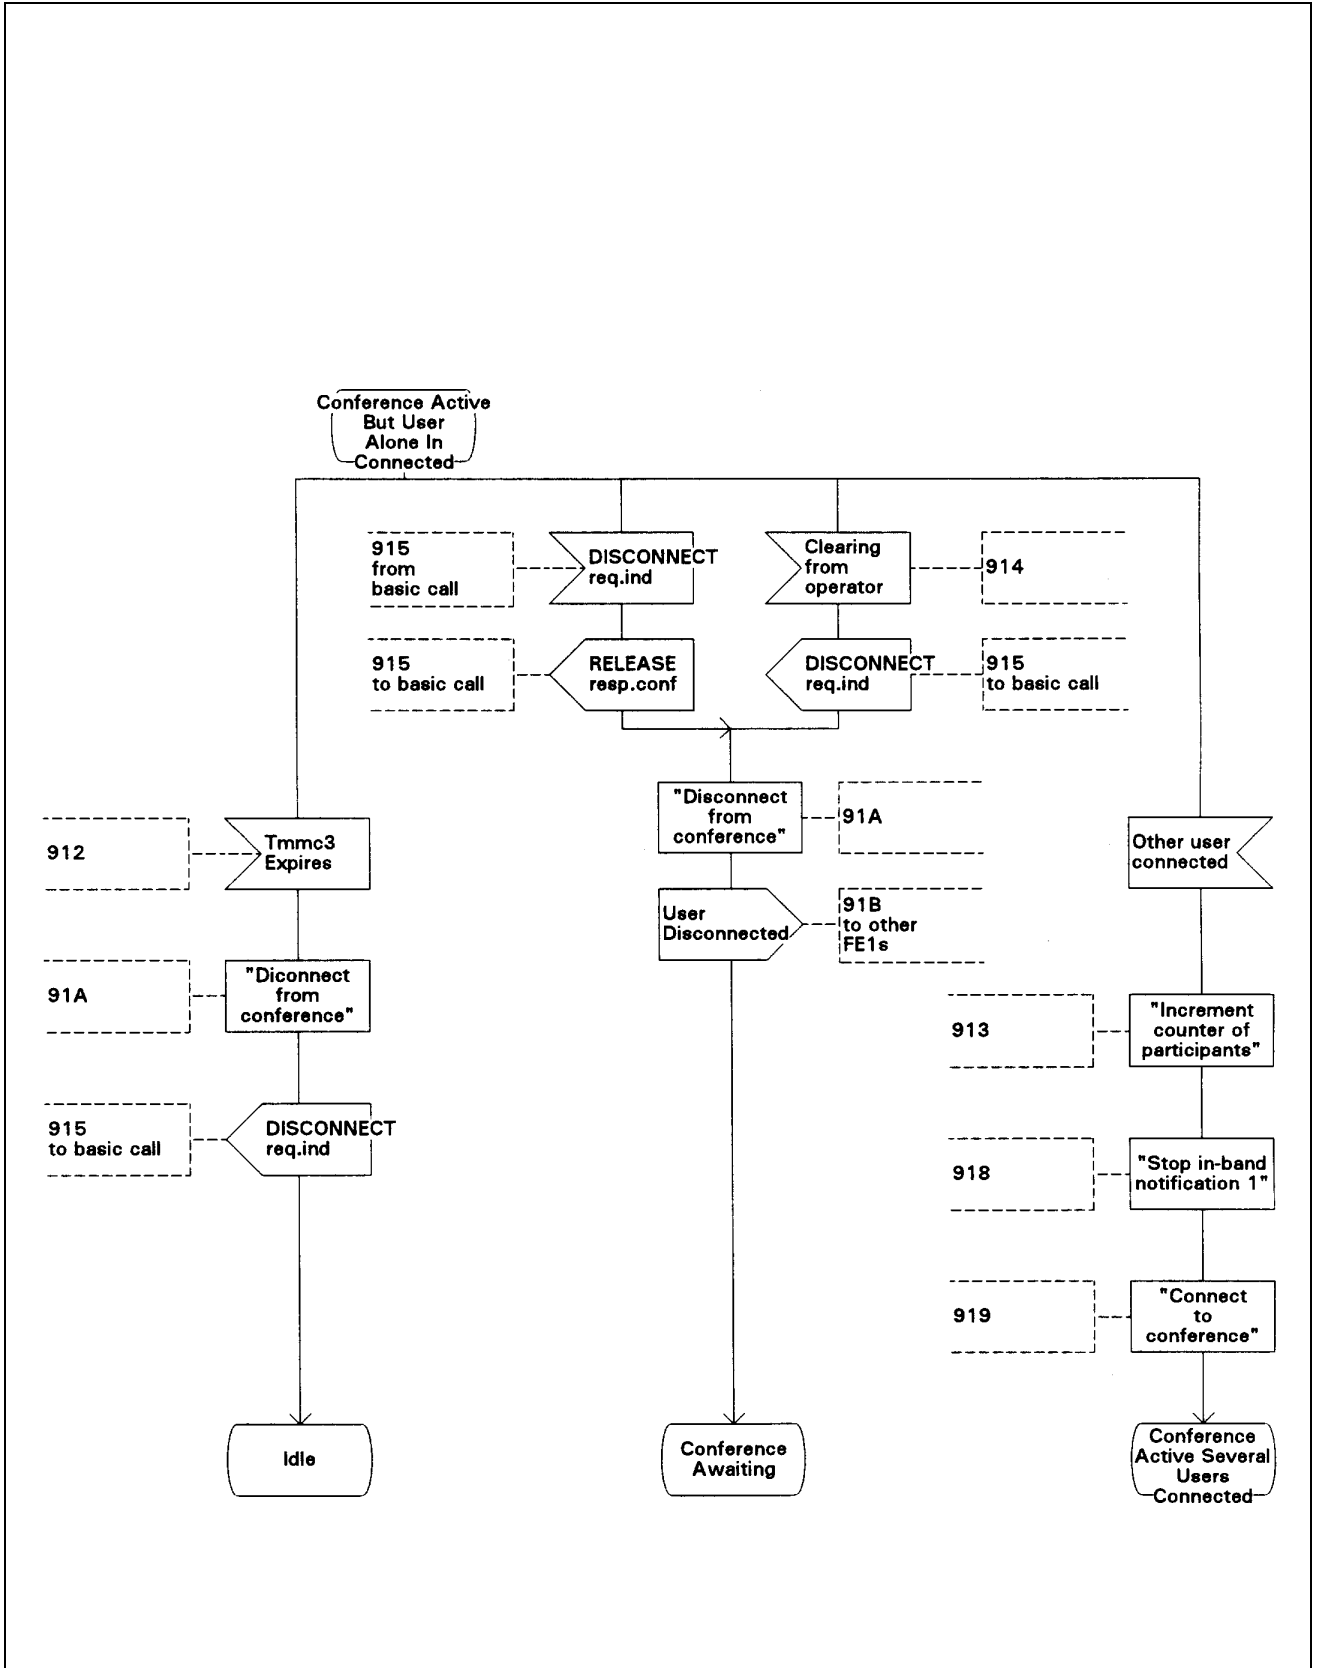 Conference Active
But User
Alone In
Connected
915
from
basic call
DISCONNECT
req.ind
Clearing
from
operator
914
915
to basic call
RELEASE
resp.conf
DISCONNECT
req.ind
915
to basic call
"Disconnect
from
conference"
91A
912
Tmmc3
Expires
Other user
connected
User
Disconnected
91B
to other
FE1s
91A
"Diconnect
from
conference"
913
"Increment
counter of
participants"
915
to basic call
DISCONNECT
req.ind
918
"Stop in-band
notification 1"
919
"Connect
to
conference"
Idle
Conference
Awaiting
Conference
Active Several
Users
Connected